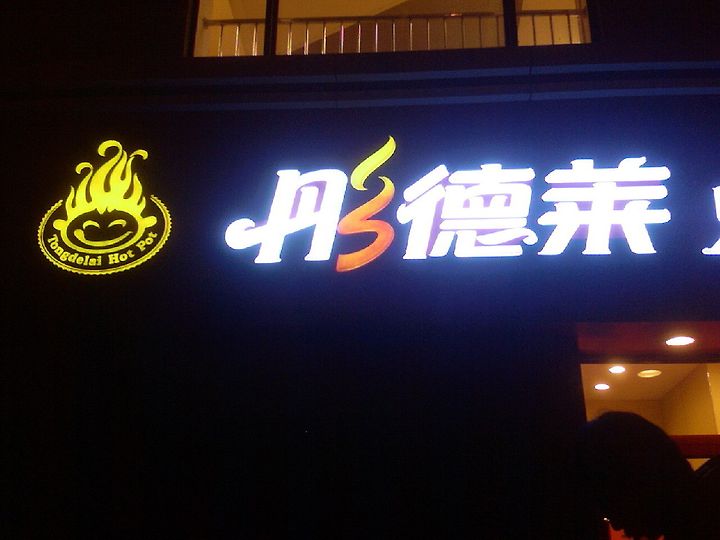 Tongdelai Hot Pot
彤德莱